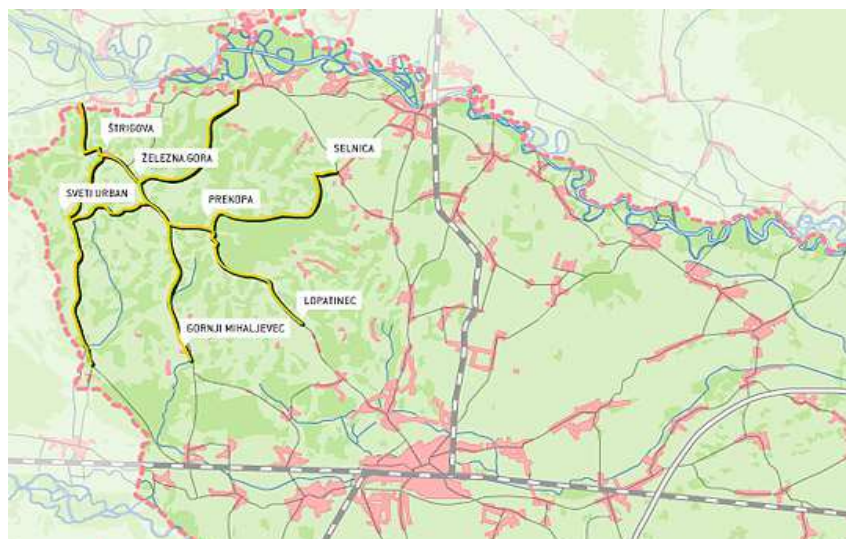 ŠTRIGOVA
ŽELEZNA GORA
SELNICA
SVETI URBAN
PREKOPA
LOPATINEC
GORNJI MIHALJEVEC